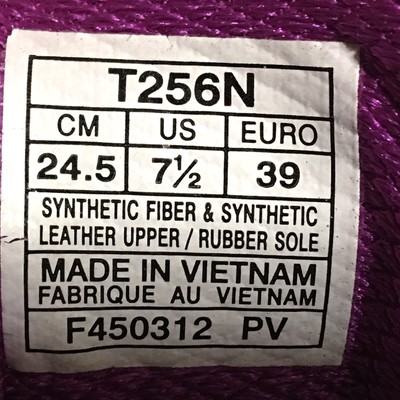 T256N
CM US EURO
24.5 7½ 39
SYNTHETIC FIBER & SYNTHETIC
LEATHER UPPER / RUBBER SOLE
MADE IN VIETNAM
FABRIQUE AU VIETNAM
F450312 PV